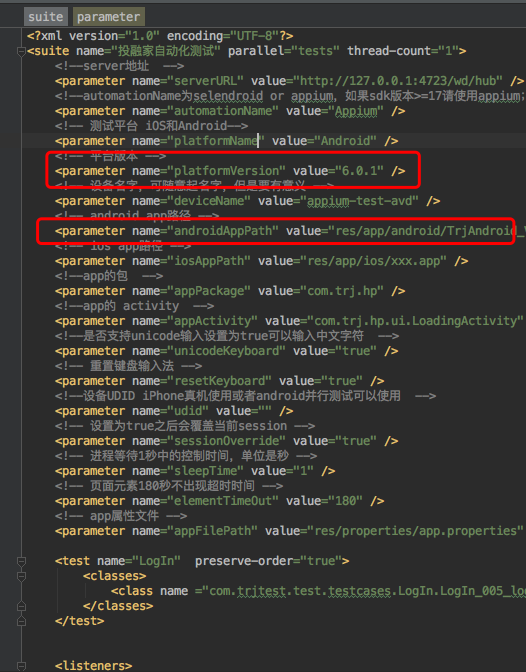 suite parameter
<?xml version="1.0" encoding="UTF-8"?>
<suite name="投融家自动化测试" parallel="tests" thread-count="1">
<!--server地址 -->
<parameter name="serverURL" value="http://127.0.0.1:4723/wd/hub" />
<!--automationName为selendroid or appium，如果sdk版本>=17请使用appium;
<parameter name="automationName" value="Appium" />
<!-- 测试平台 iOS和Android-->
<parameter name="platformName" value="Android" />
<!-- 平台版本 -->
<parameter name="platformVersion" value="6.0.1" />
<!-- 设备名字，可随意起名字，但是要有意义 -->
<parameter name="deviceName" value="appium-test-avd" />
<!-- android app路径 -->
<parameter name="androidAppPath" value="res/app/android/TrjAndroid_
<!-- ios app路径 -->
<parameter name="iosAppPath" value="res/app/ios/xxx.app" />
<!--app的包 -->
<parameter name="appPackage" value="com.trj.hp" />
<!--app的 activity -->
<parameter name="appActivity" value="com.trj.hp.ui.LoadingActivity"
<!--是否支持unicode输入设置为true可以输入中文字符 -->
<parameter name="unicodeKeyboard" value="true" />
<!-- 重置键盘输入法 -->
<parameter name="resetKeyboard" value="true" />
<!--设备UDID iPhone真机使用或者android并行测试可以使用 -->
<parameter name="udid" value="" />
<!-- 设置为true之后会覆盖当前session -->
<parameter name="sessionOverride" value="true" />
<!-- 进程等待1秒中的控制时间，单位是秒 -->
<parameter name="sleepTime" value="1" />
<!-- 页面元素180秒不出现超时时间 -->
<parameter name="elementTimeOut" value="180" />
<!-- app属性文件 -->
<parameter name="appFilePath" value="res/properties/app.properties"
<test name="LogIn" preserve-order="true">
<classes>
<class name ="com.trjtest.test.testcases.LogIn.LogIn_005_lo
</classes>
</test>
<listeners>